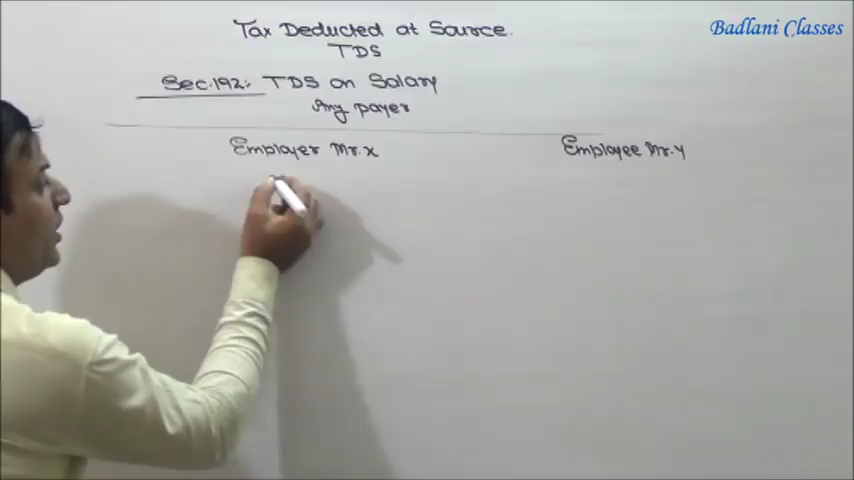 Tax Deducted at Source.
Badlani Classes
TDS
Sec.192:- TDS on Salary
Any payer
Employer Mr.X
Employee Mr.Y